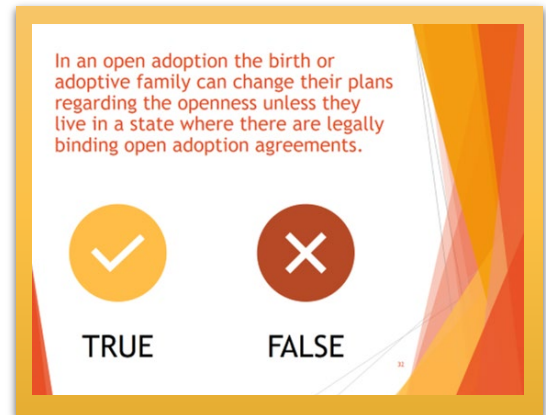 In an open adoption the birth or
adoptive family can change their plans
regarding the openness unless they
live in a state where there are legally
binding open adoption agreements.
TRUE
FALSE